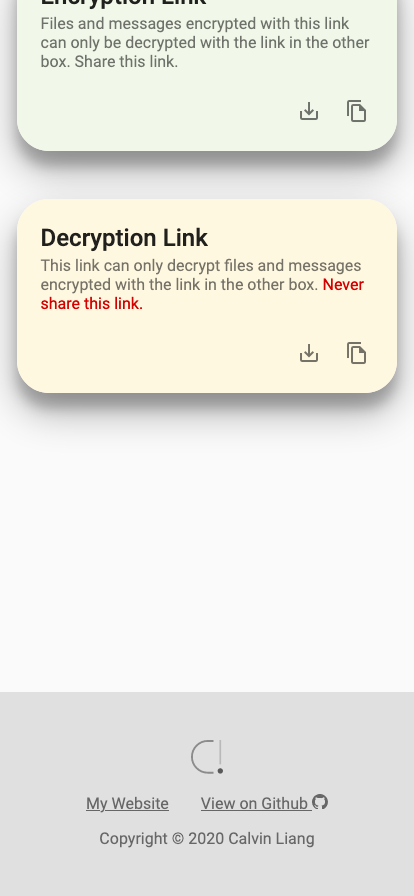 Encryption Link
Files and messages encrypted with this link
can only be decrypted with the link in the other
box. Share this link.
Decryption Link
This link can only decrypt files and messages
encrypted with the link in the other box. Never
share this link.
My Website View on Github
Copyright © 2020 Calvin Liang